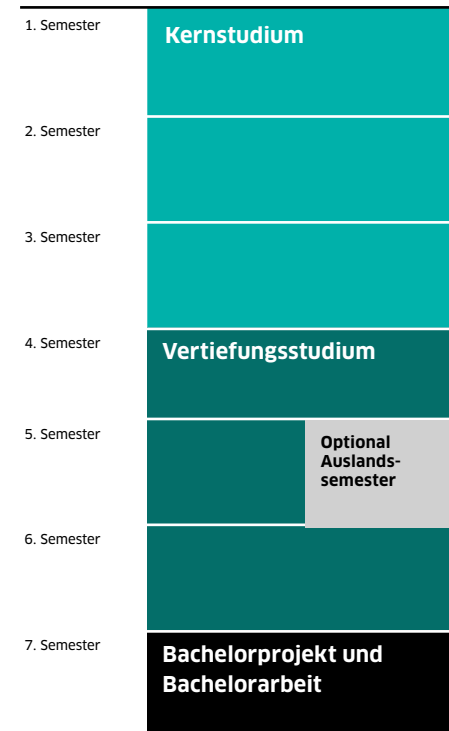 1. Semester
Kernstudium
2. Semester
3. Semester
4. Semester
Vertiefungsstudium
5. Semester
Optional
Auslands-
semester
6. Semester
7. Semester
Bachelorprojekt und
Bachelorarbeit